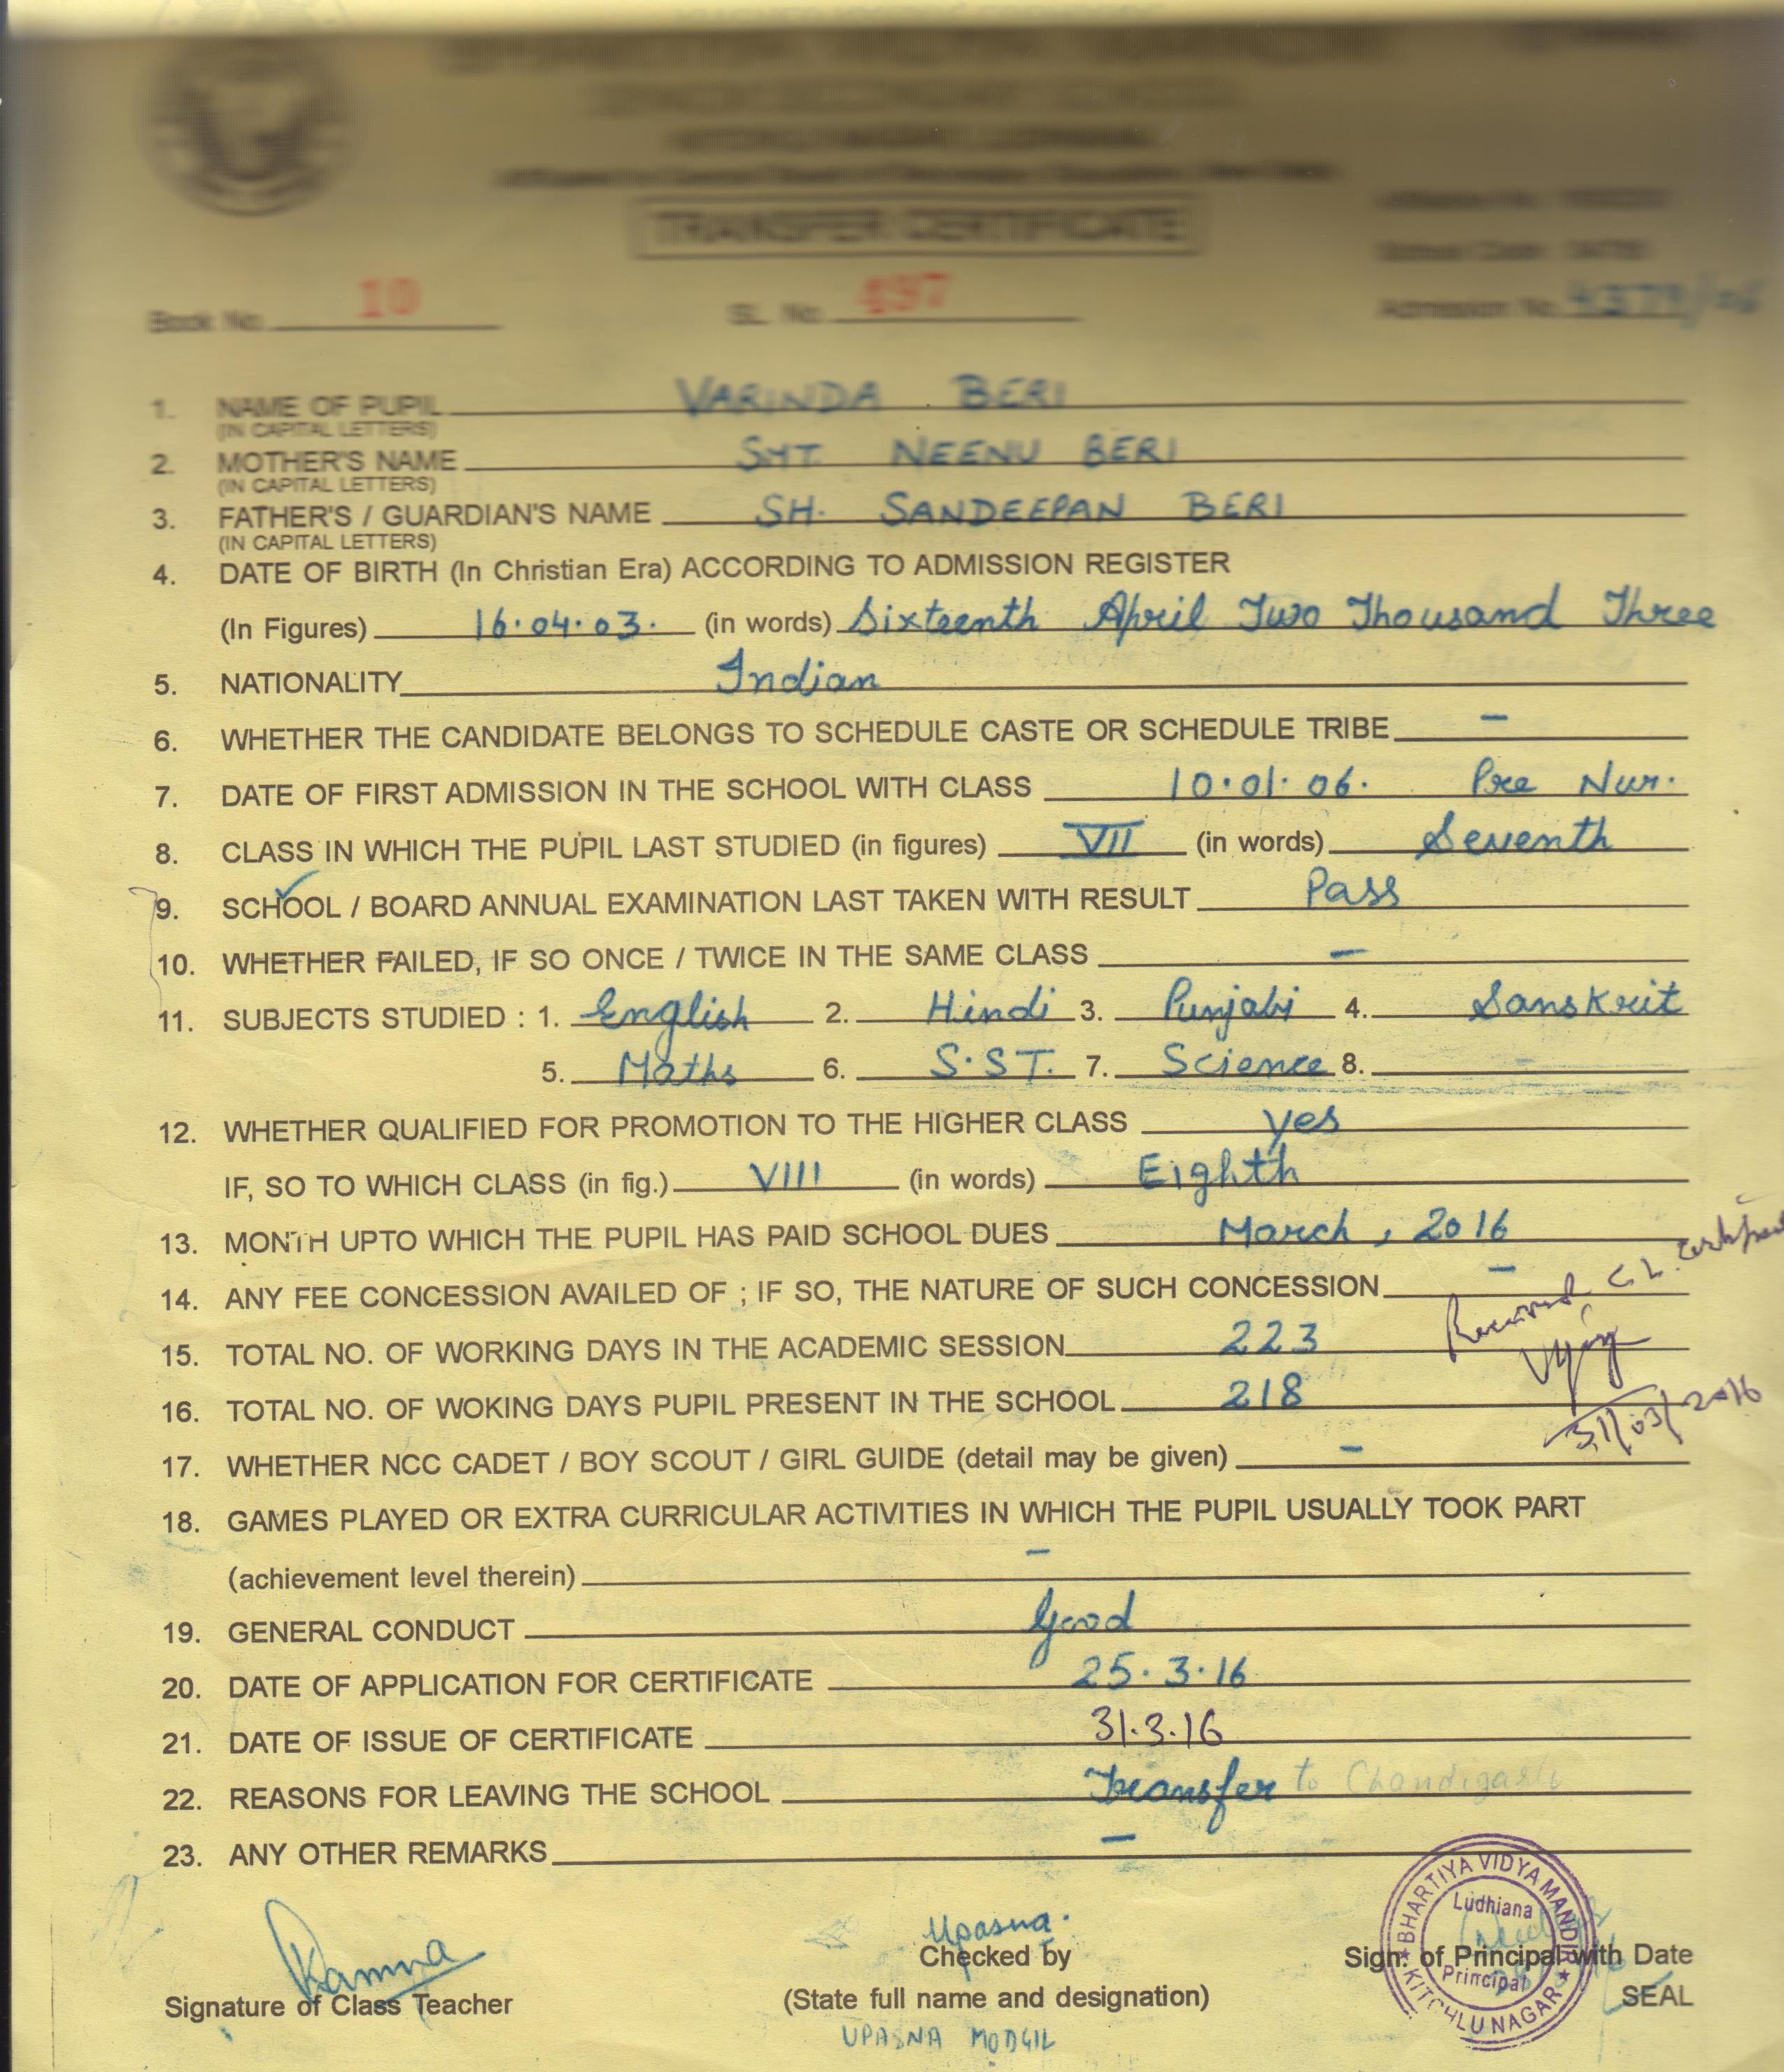 TRANSFER CERTIFICATE
Book No. 10 SL. No. 497 Admission No.
1. NAME OF PUPIL VARINDA BERI
(IN CAPITAL LETTERS)
2. MOTHER'S NAME SMT. NEENU BERI
(IN CAPITAL LETTERS)
3. FATHER'S / GUARDIAN'S NAME SH. SANDEEPAN BERI
(IN CAPITAL LETTERS)
4. DATE OF BIRTH (In Christian Era) ACCORDING TO ADMISSION REGISTER
(In Figures) 16.04.03. (in words) Sixteenth April Two Thousand Three
5. NATIONALITY Indian
6. WHETHER THE CANDIDATE BELONGS TO SCHEDULE CASTE OR SCHEDULE TRIBE –
7. DATE OF FIRST ADMISSION IN THE SCHOOL WITH CLASS 10.01.06. Pre Nur.
8. CLASS IN WHICH THE PUPIL LAST STUDIED (in figures) VII (in words) Seventh
9. SCHOOL / BOARD ANNUAL EXAMINATION LAST TAKEN WITH RESULT Pass
10. WHETHER FAILED, IF SO ONCE / TWICE IN THE SAME CLASS –
11. SUBJECTS STUDIED : 1. English 2. Hindi 3. Punjabi 4. Sanskrit
5. Maths 6. S.ST. 7. Science 8. –
12. WHETHER QUALIFIED FOR PROMOTION TO THE HIGHER CLASS yes
IF, SO TO WHICH CLASS (in fig.) VIII (in words) Eighth
13. MONTH UPTO WHICH THE PUPIL HAS PAID SCHOOL DUES March, 2016
14. ANY FEE CONCESSION AVAILED OF ; IF SO, THE NATURE OF SUCH CONCESSION –
Received
15. TOTAL NO. OF WORKING DAYS IN THE ACADEMIC SESSION 223
16. TOTAL NO. OF WOKING DAYS PUPIL PRESENT IN THE SCHOOL 218
31/03/2016
17. WHETHER NCC CADET / BOY SCOUT / GIRL GUIDE (detail may be given) –
18. GAMES PLAYED OR EXTRA CURRICULAR ACTIVITIES IN WHICH THE PUPIL USUALLY TOOK PART
(achievement level therein) –
19. GENERAL CONDUCT Good
20. DATE OF APPLICATION FOR CERTIFICATE 25.3.16
21. DATE OF ISSUE OF CERTIFICATE 31.3.16
22. REASONS FOR LEAVING THE SCHOOL Transfer to Chandigarh
23. ANY OTHER REMARKS –
BHARTIYA VIDYA MANDIR
KITCHLU NAGAR
Ludhiana
Principal
Upasna.
Checked by
Sign. of Principal with Date
Signature of Class Teacher
(State full name and designation)
SEAL
UPASNA MODGIL